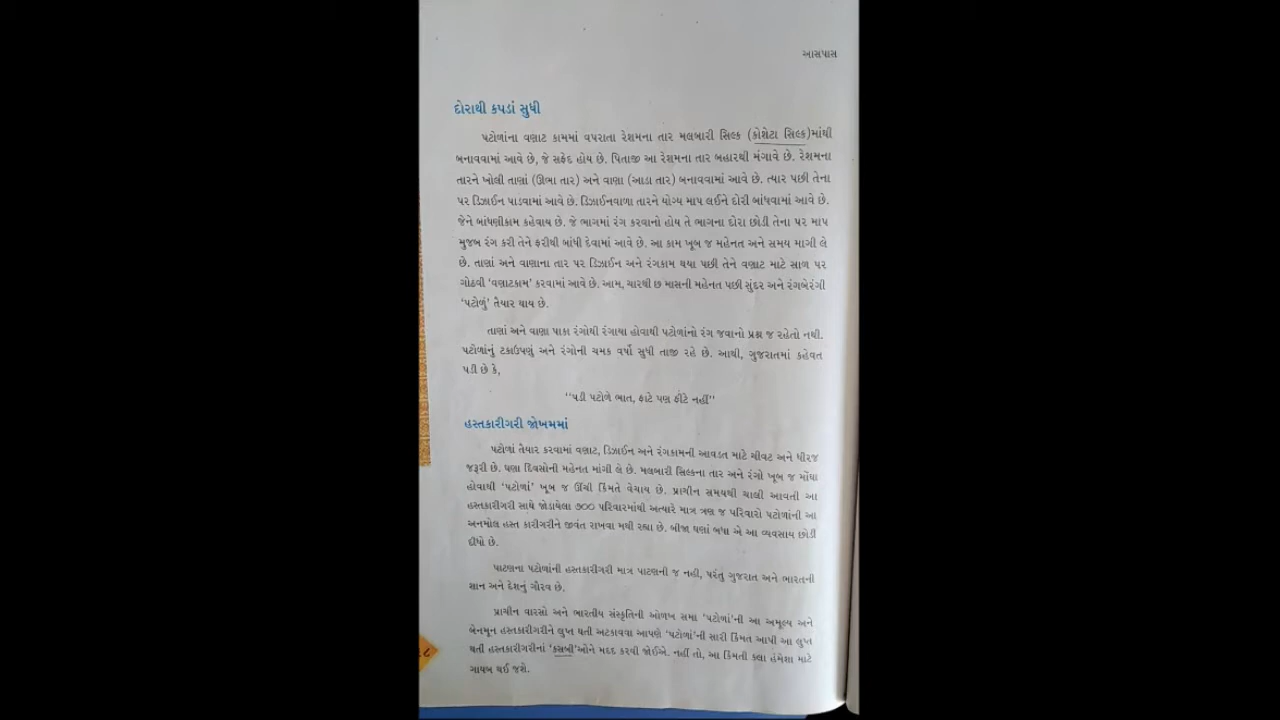 આસપાસ
દોરાથી કપડાં સુધી
પટોળાંના વણાટ કામમાં વપરાતા રેશમના તાર મલબારી સિલ્ક (કોશેટા સિલ્ક)માંથી
બનાવવામાં આવે છે, જે સફેદ હોય છે. પિતાજી આ રેશમના તાર બહારથી મંગાવે છે. રેશમના
તારને ખોલી તાણાં (ઊભા તાર) અને વાણા (આડા તાર) બનાવવામાં આવે છે. ત્યાર પછી તેના
પર ડિઝાઈન પાડવામાં આવે છે. ડિઝાઈનવાળા તારને યોગ્ય માપ લઈને દોરી બાંધવામાં આવે છે.
જેને બાંધણીકામ કહેવાય છે. જે ભાગમાં રંગ કરવાનો હોય તે ભાગના દોરા છોડી તેના પર માપ
મુજબ રંગ કરી તેને ફરીથી બાંધી દેવામાં આવે છે. આ કામ ખૂબ જ મહેનત અને સમય માગી લે
છે. તાણાં અને વાણાના તાર પર ડિઝાઈન અને રંગકામ થયા પછી તેને વણાટ માટે સાળ પર
ગોઠવી ‘વણાટકામ’ કરવામાં આવે છે. આમ, ચારથી છ માસની મહેનત પછી સુંદર અને રંગબેરંગી
‘પટોળું’ તૈયાર થાય છે.
તાણાં અને વાણા પાકા રંગોથી રંગાયા હોવાથી પટોળાંનો રંગ જવાનો પ્રશ્ન જ રહેતો નથી.
પટોળાંનું ટકાઉપણું અને રંગોની ચમક વર્ષો સુધી તાજી રહે છે. આથી, ગુજરાતમાં કહેવત
પડી છે કે,
‘‘પડી પટોળે ભાત, ફાટે પણ ફીટે નહીં’’
હસ્તકારીગરી જોખમમાં
પટોળાં તૈયાર કરવામાં વણાટ, ડિઝાઈન અને રંગકામની આવડત માટે ચીવટ અને ધીરજ
જરૂરી છે. ઘણા દિવસોની મહેનત માંગી લે છે. મલબારી સિલ્કના તાર અને રંગો ખૂબ જ મોંઘા
હોવાથી ‘પટોળાં’ ખૂબ જ ઊંચી કિંમતે વેચાય છે. પ્રાચીન સમયથી ચાલી આવતી આ
હસ્તકારીગરી સાથે જોડાયેલા ૭૦૦ પરિવારમાંથી અત્યારે માત્ર ત્રણ જ પરિવારો પટોળાંની આ
અનમોલ હસ્ત કારીગરીને જીવંત રાખવા મથી રહ્યા છે. બીજા ઘણાં બધા એ આ વ્યવસાય છોડી
દીધો છે.
પાટણના પટોળાંની હસ્તકારીગરી માત્ર પાટણની જ નહી, પરંતુ ગુજરાત અને ભારતની
શાન અને દેશનું ગૌરવ છે.
પ્રાચીન વારસો અને ભારતીય સંસ્કૃતિની ઓળખ સમા ‘પટોળાં’ની આ અમૂલ્ય અને
બેનમૂન હસ્તકારીગરીને લુપ્ત થતી અટકાવવા આપણે ‘પટોળાં’ની સારી કિંમત આપી આ લુપ્ત
થતી હસ્તકારીગરીનાં ‘કસબી’ઓને મદદ કરવી જોઈએ. નહીં તો, આ કિંમતી કલા હંમેશા માટે
ગાયબ થઈ જશે.